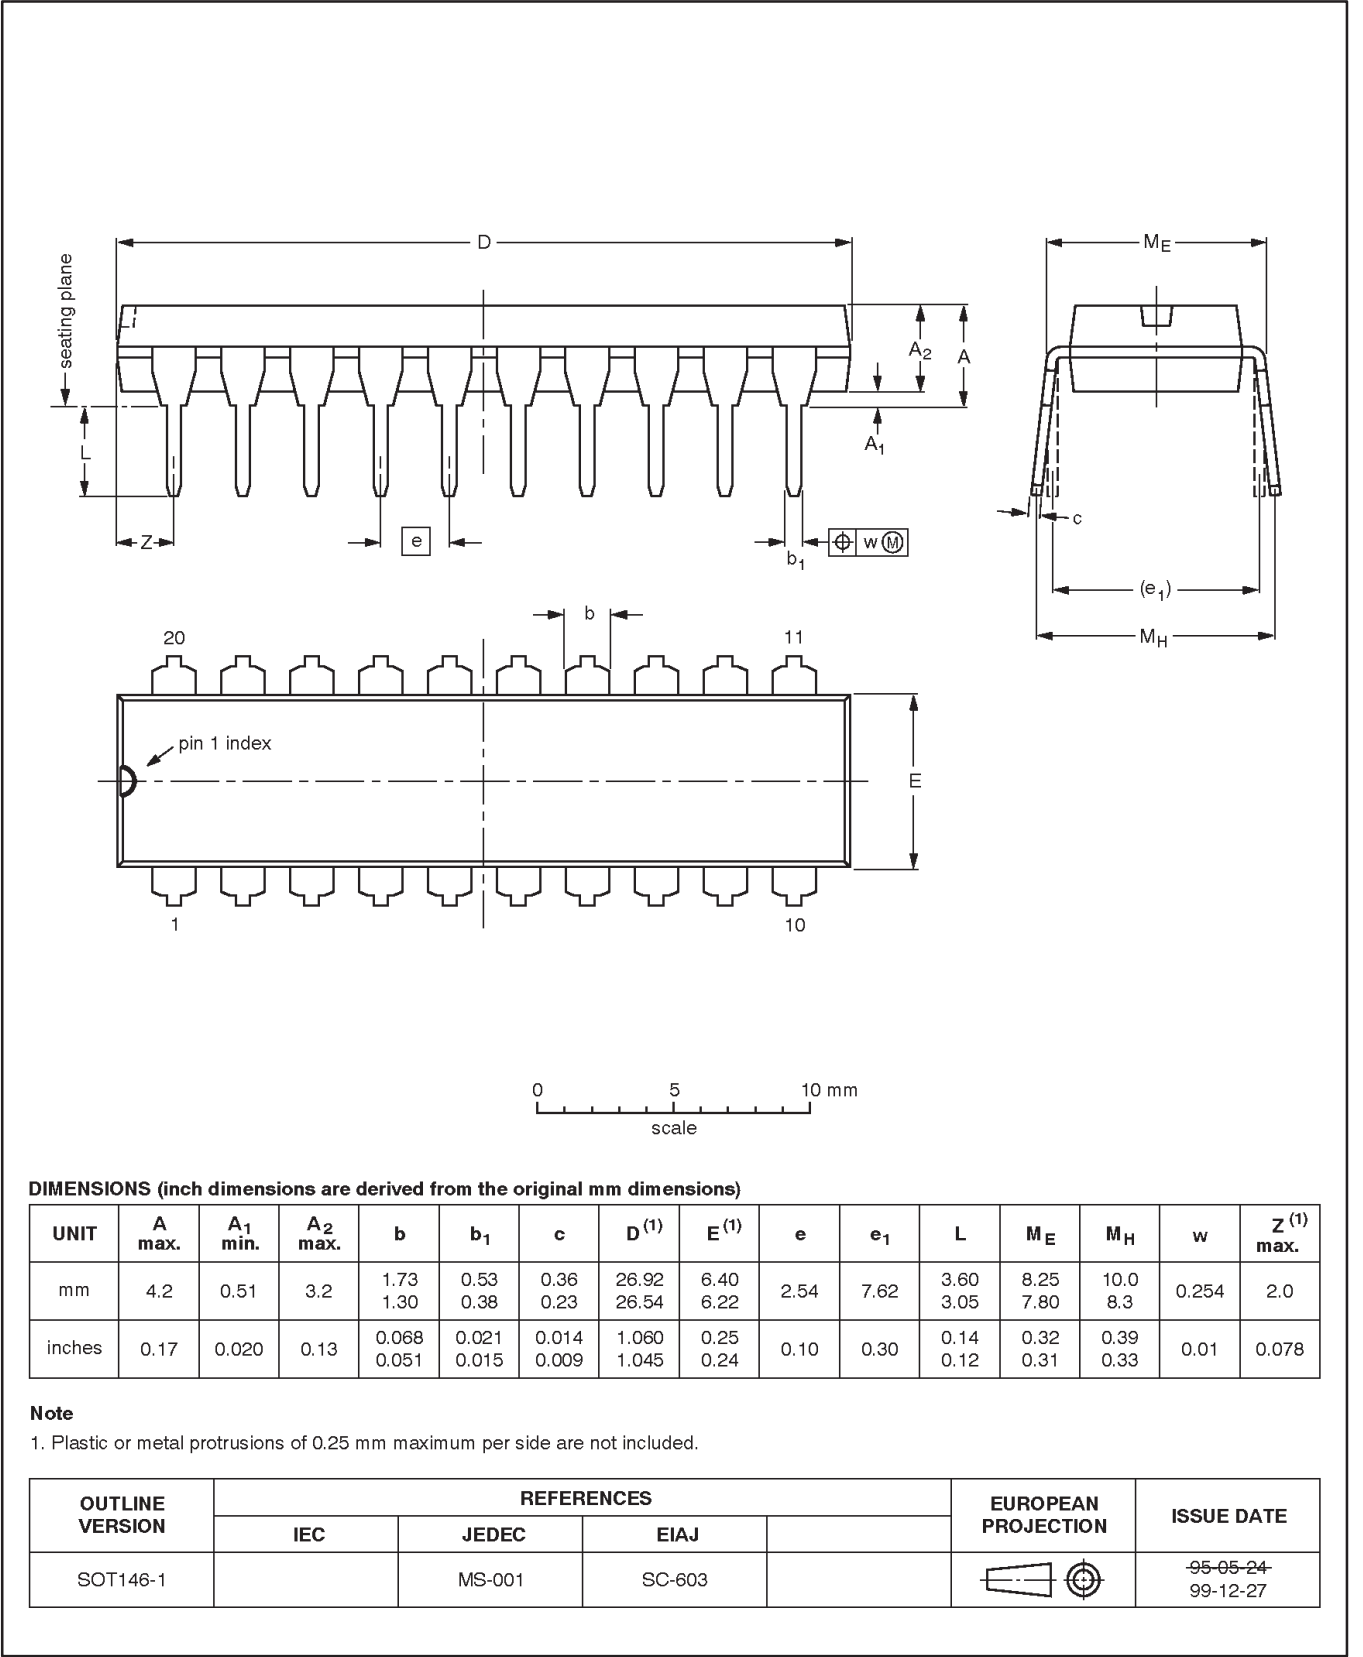 D
ME
seating plane
A2
A
A1
L
c
Z
e
b1
w M
(e1)
b
MH
20
11
pin 1 index
E
1
10
0 5 10 mm
scale
DIMENSIONS (inch dimensions are derived from the original mm dimensions)
UNIT A max. A1 min. A2 max. b b1 c D(1) E(1) e e1 L ME MH w Z(1) max.
mm 4.2 0.51 3.2 1.73 1.30 0.53 0.38 0.36 0.23 26.92 26.54 6.40 6.22 2.54 7.62 3.60 3.05 8.25 7.80 10.0 8.3 0.254 2.0
inches 0.17 0.020 0.13 0.068 0.051 0.021 0.015 0.014 0.009 1.060 1.045 0.25 0.24 0.10 0.30 0.14 0.12 0.32 0.31 0.39 0.33 0.01 0.078
Note
1. Plastic or metal protrusions of 0.25 mm maximum per side are not included.
OUTLINE VERSION REFERENCES EUROPEAN PROJECTION ISSUE DATE
IEC JEDEC EIAJ
SOT146-1 MS-001 SC-603 95-05-24
99-12-27